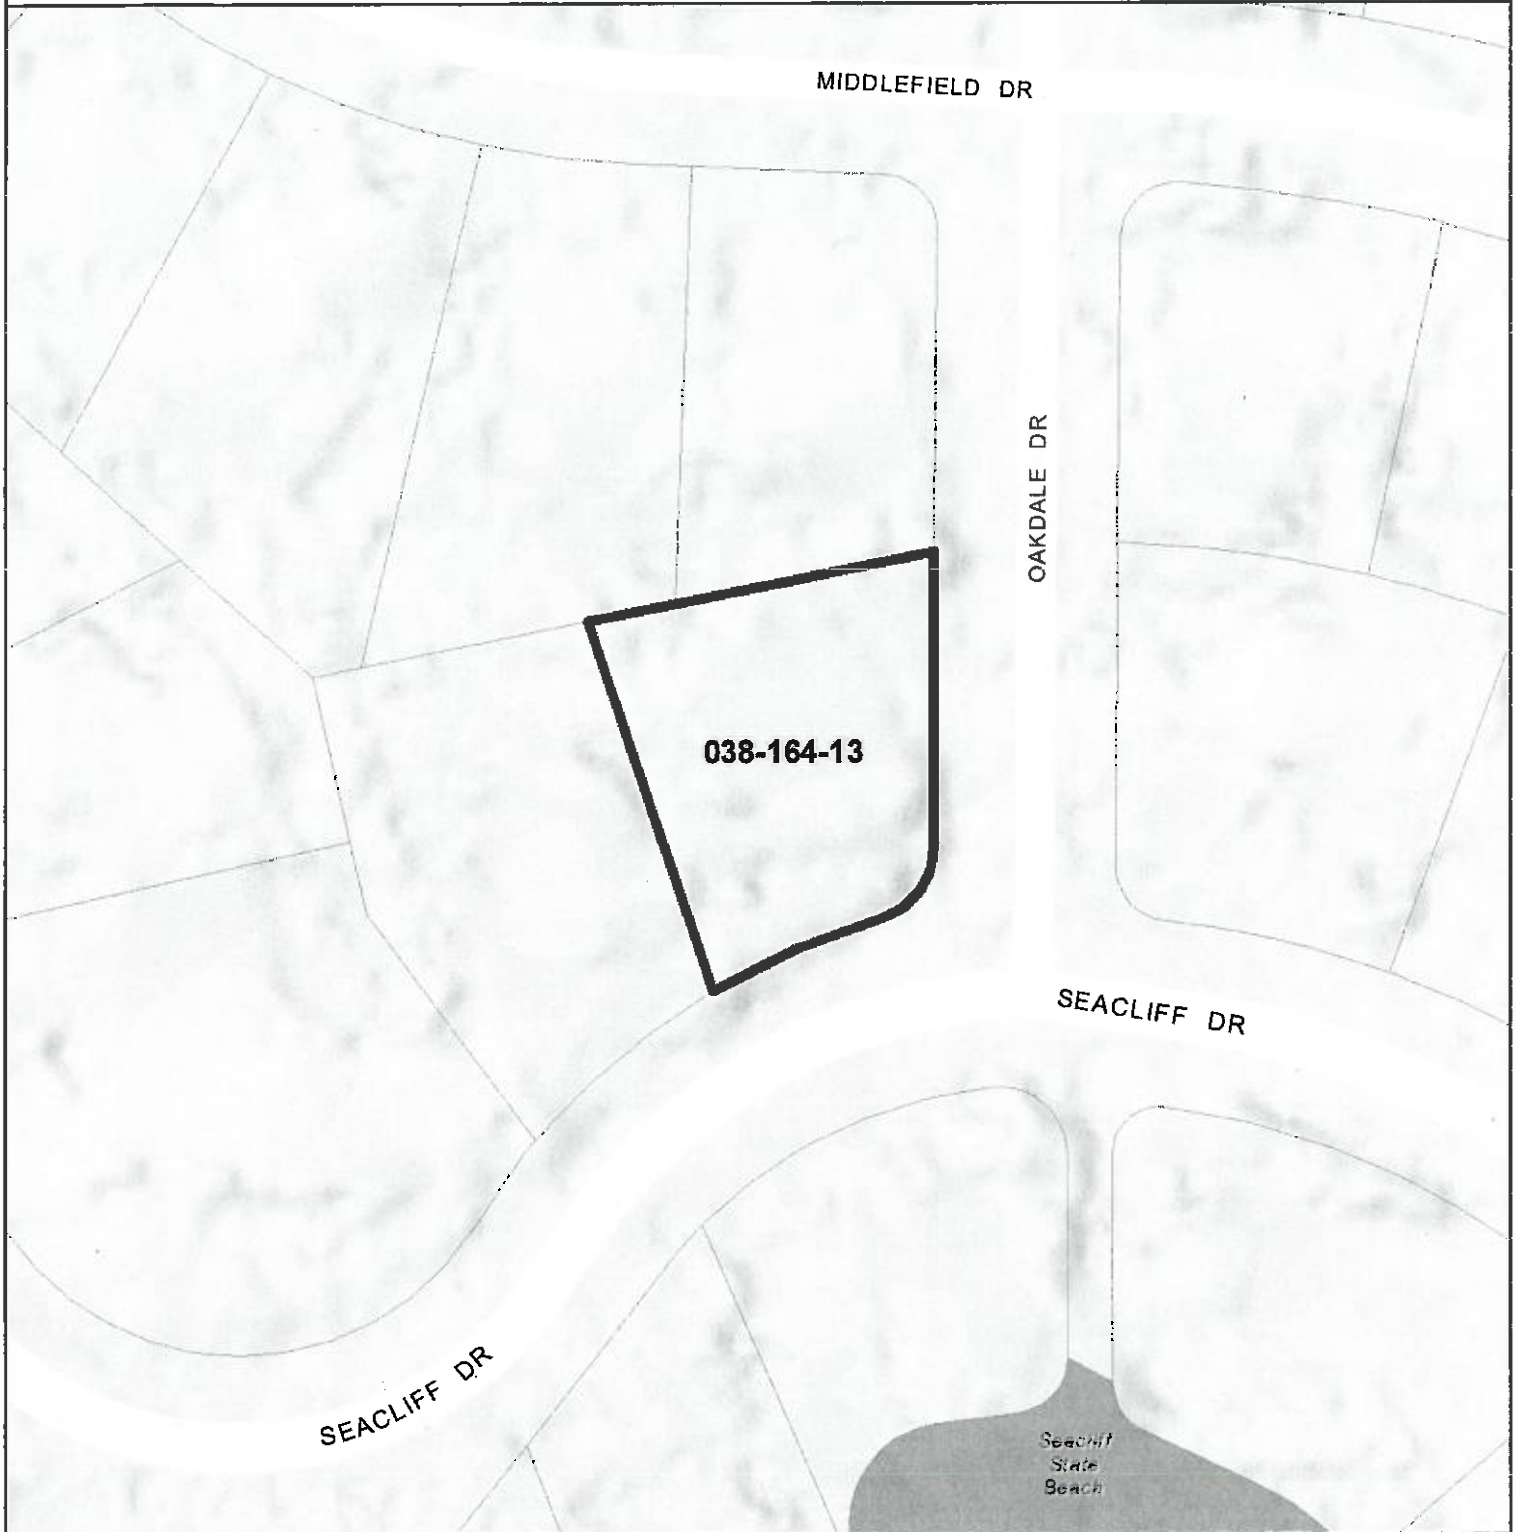 MIDDLEFIELD DR
OAKDALE DR
038-164-13
SEACLIFF DR
SEACLIFF DR
Seacliff
State
Beach